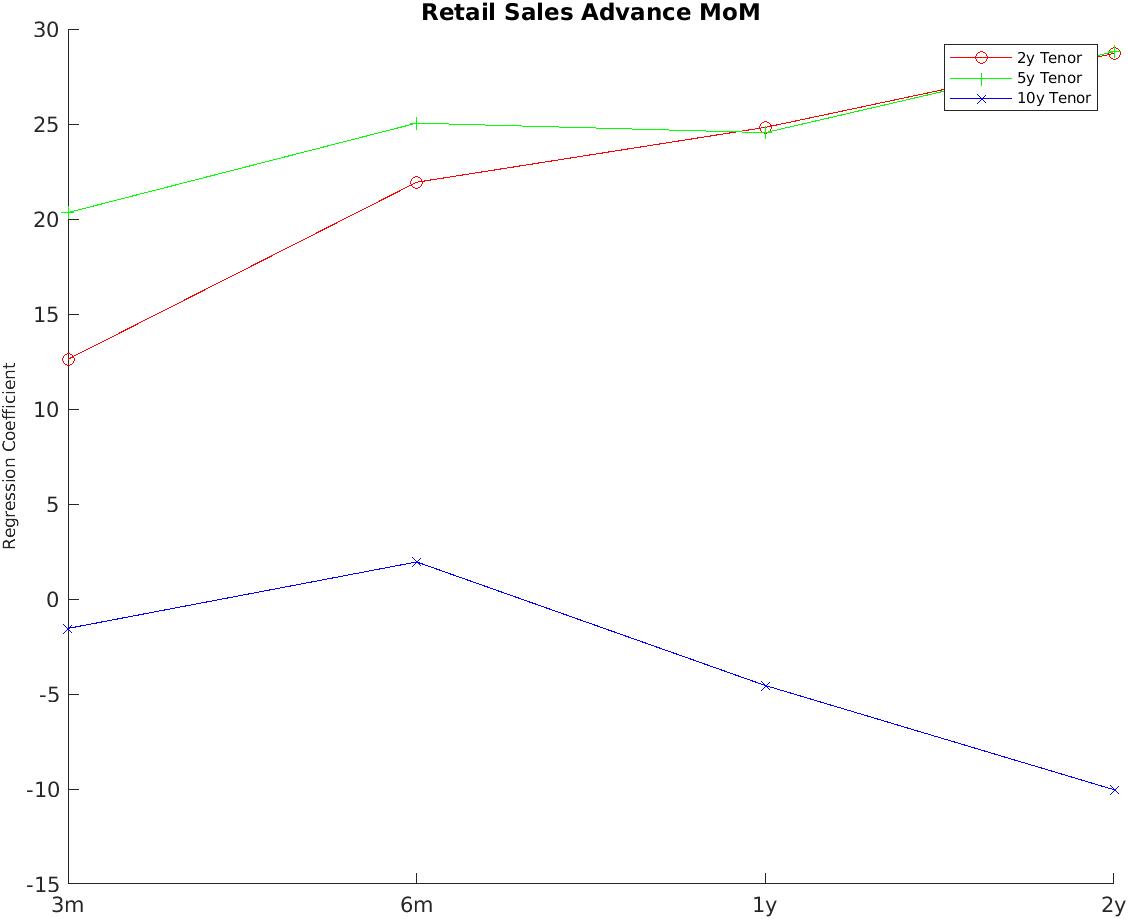 Retail Sales Advance MoM
30
25
20
15
10
5
0
-5
-10
-15
Regression Coefficient
2y Tenor
5y Tenor
10y Tenor
3m
6m
1y
2y